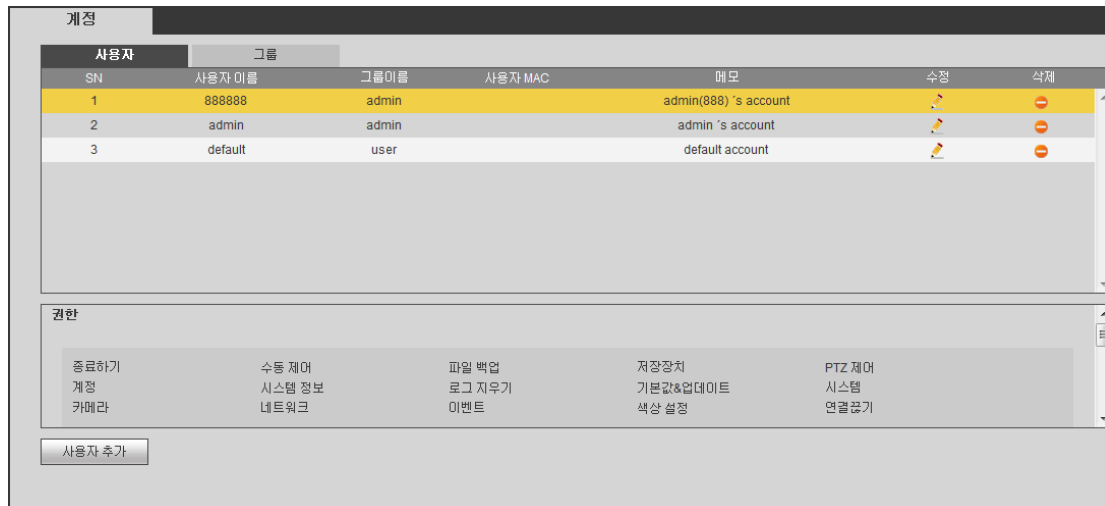 계정
사용자 그룹
SN 사용자 이름 그룹이름 사용자 MAC 메모 수정 삭제
1 888888 admin admin(888) ´s account
2 admin admin admin ´s account
3 default user default account
권한
종료하기 수동 제어 파일 백업 저장장치 PTZ 제어
계정 시스템 정보 로그 지우기 기본값&업데이트 시스템
카메라 네트워크 이벤트 색상 설정 연결끊기
사용자 추가